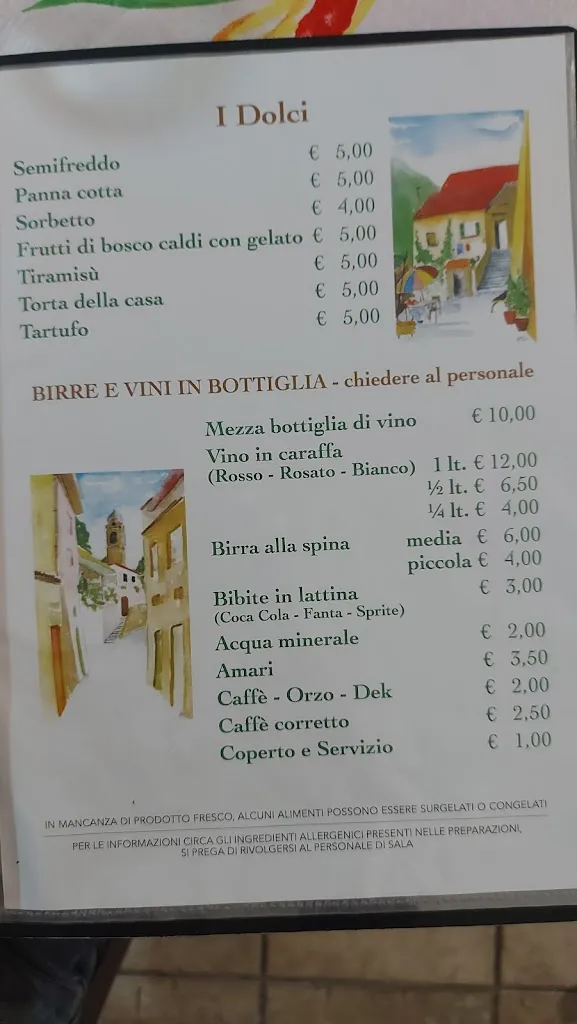 I Dolci
Semifreddo € 5,00
Panna cotta € 5,00
Sorbetto € 4,00
Frutti di bosco caldi con gelato € 5,00
Tiramisù € 5,00
Torta della casa € 5,00
Tartufo € 5,00
BIRRE E VINI IN BOTTIGLIA - chiedere al personale
Mezza bottiglia di vino € 10,00
Vino in caraffa
(Rosso - Rosato - Bianco) 1 lt. € 12,00
½ lt. € 6,50
¼ lt. € 4,00
Birra alla spina media € 6,00
piccola € 4,00
Bibite in lattina € 3,00
(Coca Cola - Fanta - Sprite)
Acqua minerale € 2,00
Amari € 3,50
Caffè - Orzo - Dek € 2,00
Caffè corretto € 2,50
Coperto e Servizio € 1,00
IN MANCANZA DI PRODOTTO FRESCO, ALCUNI ALIMENTI POSSONO ESSERE SURGELATI O CONGELATI
PER LE INFORMAZIONI CIRCA GLI INGREDIENTI ALLERGENICI PRESENTI NELLE PREPARAZIONI,
SI PREGA DI RIVOLGERSI AL PERSONALE DI SALA